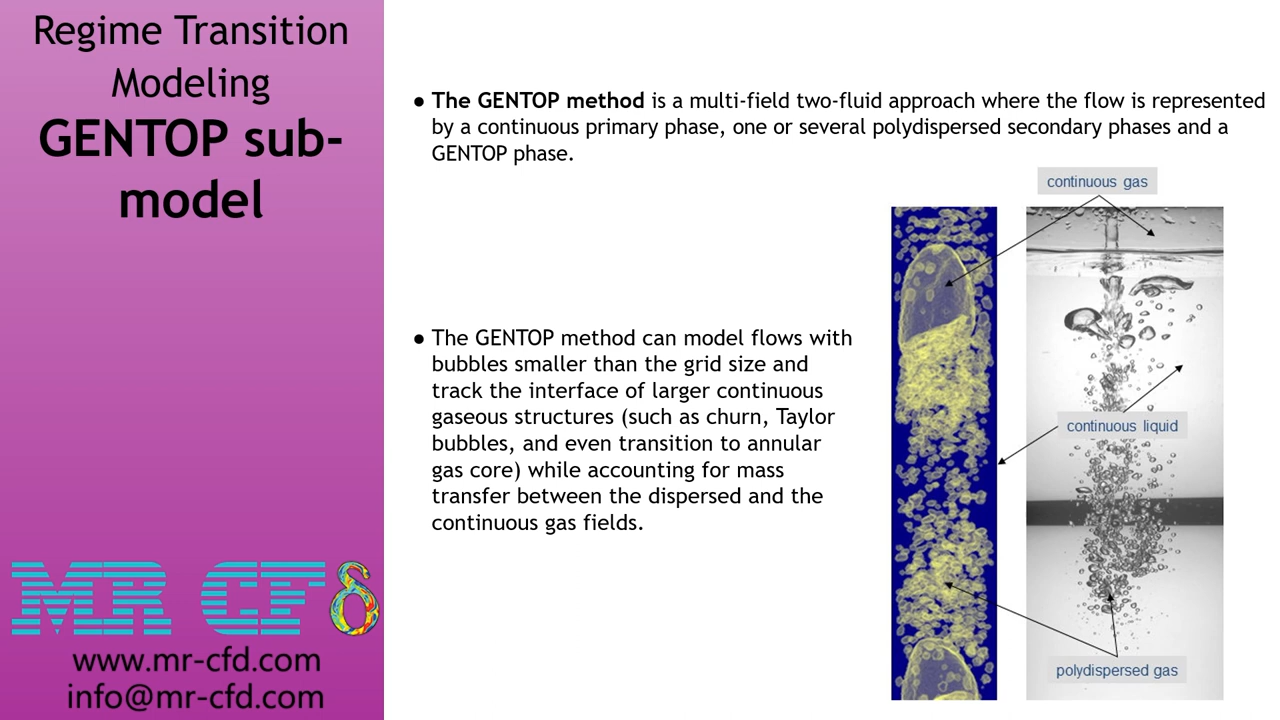 Regime Transition
Modeling
GENTOP sub-
model
● The GENTOP method is a multi-field two-fluid approach where the flow is represented
by a continuous primary phase, one or several polydispersed secondary phases and a
GENTOP phase.
continuous gas
● The GENTOP method can model flows with
bubbles smaller than the grid size and
track the interface of larger continuous
gaseous structures (such as churn, Taylor
bubbles, and even transition to annular
gas core) while accounting for mass
transfer between the dispersed and the
continuous gas fields.
continuous liquid
polydispersed gas
MR CFδ
www.mr-cfd.com
info@mr-cfd.com